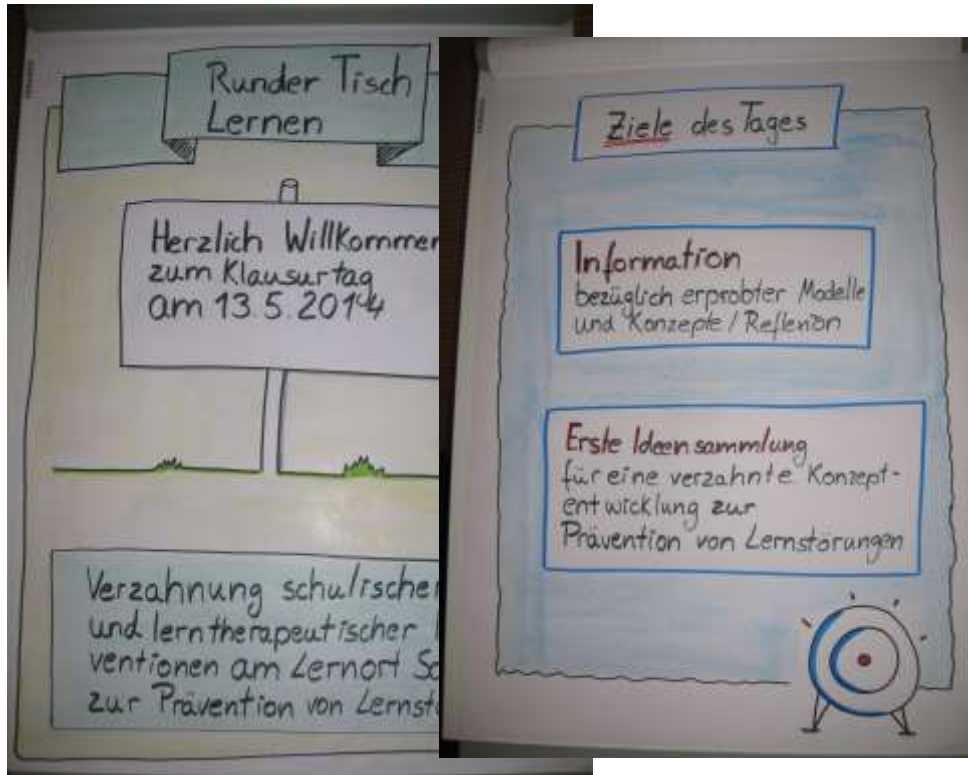 Runder Tisch
Lernen
Herzlich Willkommen
zum Klausurtag
am 13.5.2014
Verzahnung schulischer
und lerntherapeutischer
ventionen am Lernort
zur Prävention von
Ziele des Tages
Information
bezüglich erprobter Modelle
und Konzepte / Reflexion
Erste Ideensammlung
für eine verzahnte Konzept-
entwicklung zur
Prävention von Lernstörungen